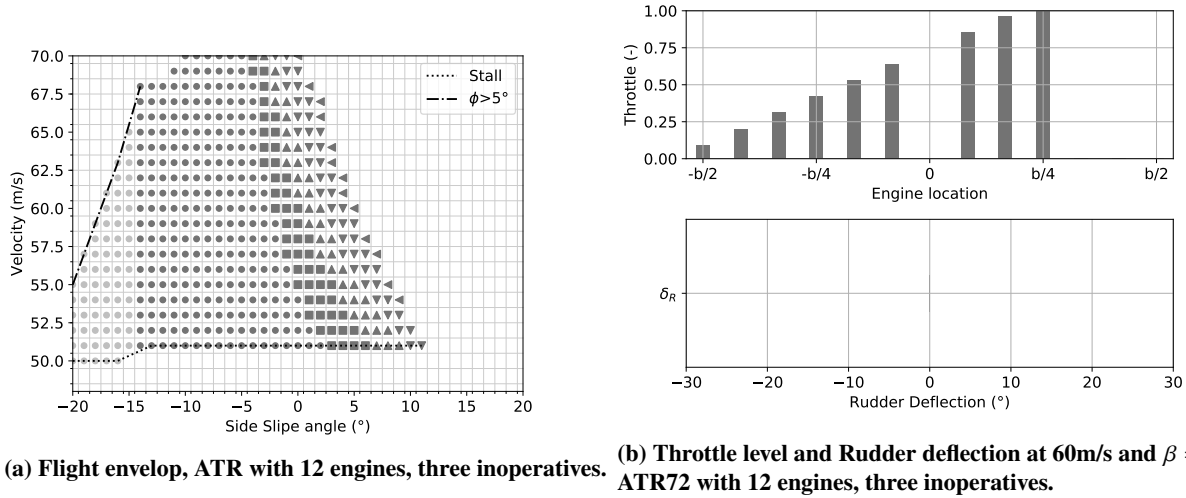 70.0
67.5
65.0
62.5
60.0
57.5
55.0
52.5
50.0
Velocity (m/s)
Stall
ϕ>5°
−20 −15 −10 −5 0 5 10 15 20
Side Slipe angle (°)
(a) Flight envelop, ATR with 12 engines, three inoperatives.
1.00
0.75
0.50
0.25
0.00
Throttle (-)
-b/2 -b/4 0 b/4 b/2
Engine location
δR
−30 −20 −10 0 10 20 30
Rudder Deflection (°)
(b) Throttle level and Rudder deflection at 60m/s and β
ATR72 with 12 engines, three inoperatives.